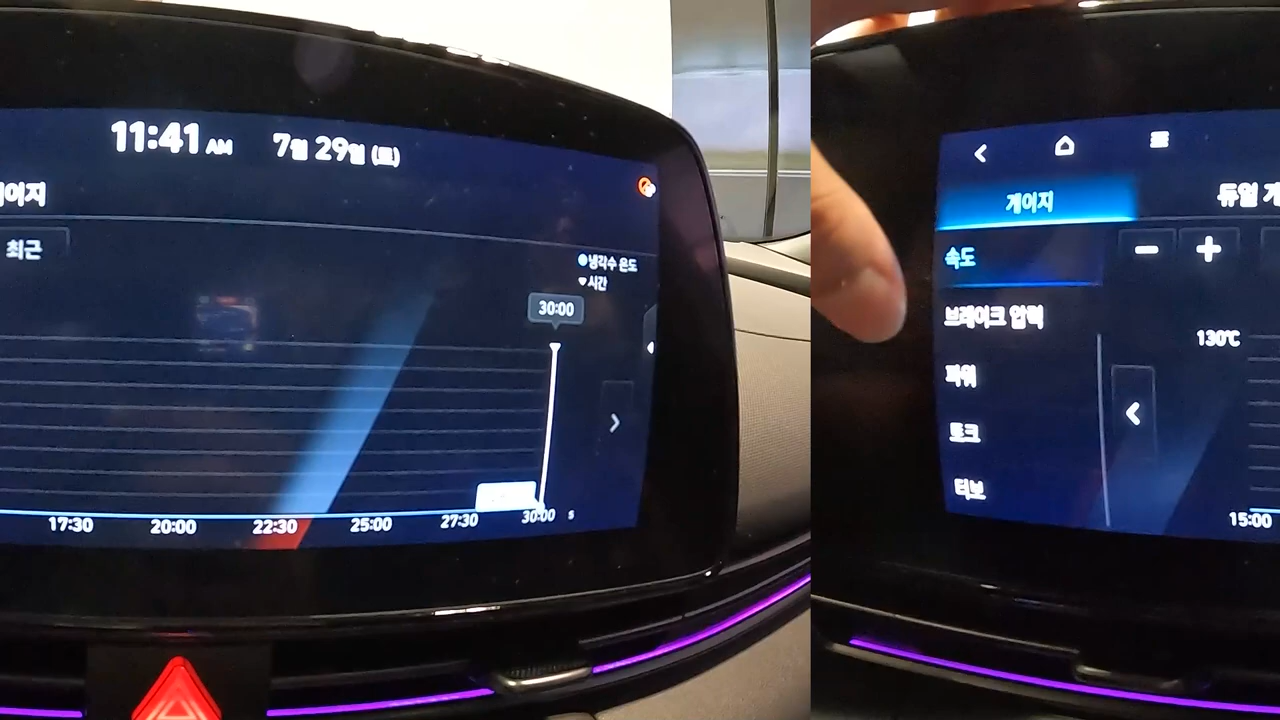 11:41 AM 7월 29일 (토)
이지
최근
냉각수 온도
시간
30:00
17:30 20:00 22:30 25:00 27:30 30:00 s
게이지
듀얼 게
속도
브레이크 압력
130℃
파워
토크
터보
15:00